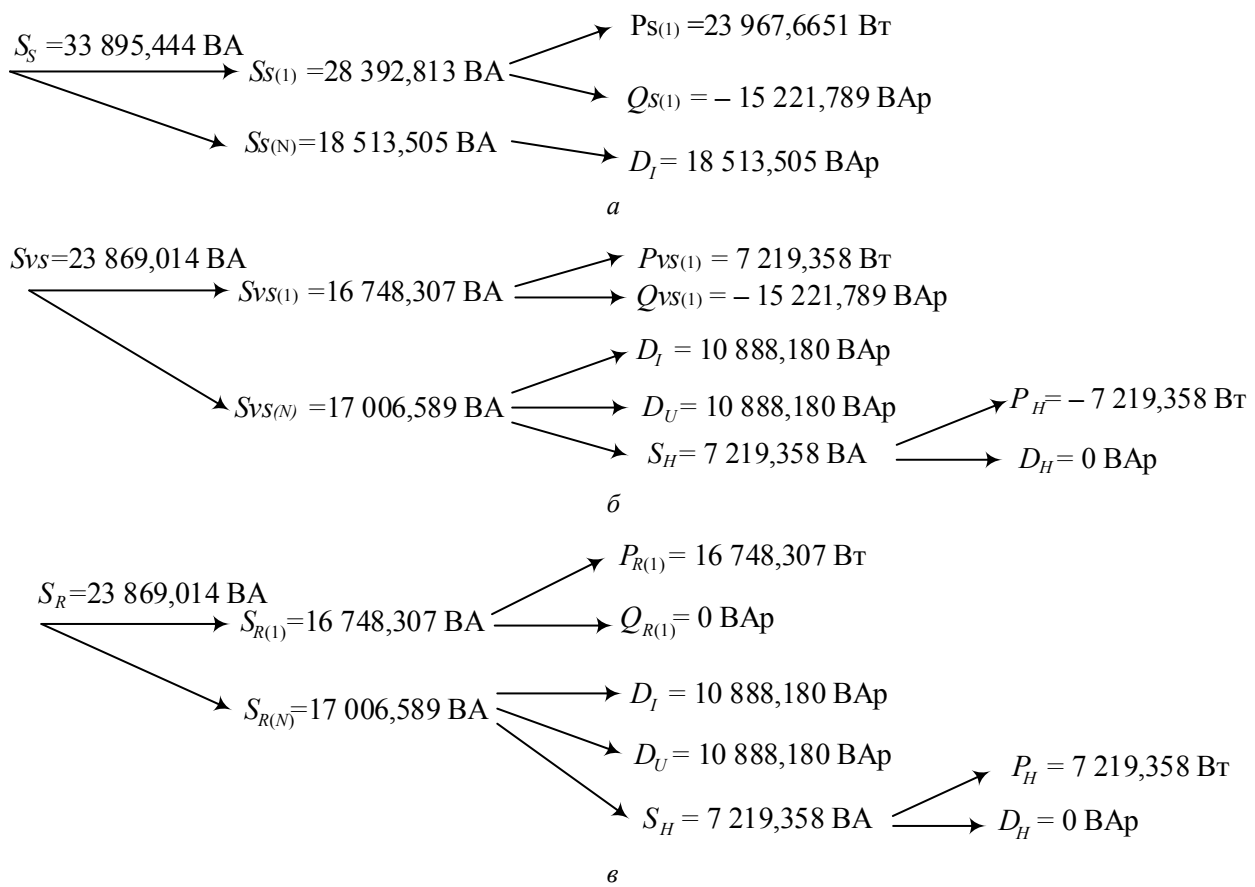 Ps(1) =23 967,6651 Вт
S_S =33 895,444 ВА
Ss(1) =28 392,813 ВА
Qs(1) = – 15 221,789 ВАр
Ss(N)=18 513,505 ВА
D_I= 18 513,505 ВАр
а
Svs=23 869,014 ВА
Pvs(1) = 7 219,358 Вт
Svs(1) =16 748,307 ВА
Qvs(1) = – 15 221,789 ВАр
D_I = 10 888,180 ВАр
Svs(N) =17 006,589 ВА
D_U = 10 888,180 ВАр
P_H= – 7 219,358 Вт
S_H= 7 219,358 ВА
D_H= 0 ВАр
б
P_R(1)= 16 748,307 Вт
S_R=23 869,014 ВА
S_R(1)=16 748,307 ВА
Q_R(1)= 0 ВАр
D_I = 10 888,180 ВАр
S_R(N)=17 006,589 ВА
D_U = 10 888,180 ВАр
P_H = 7 219,358 Вт
S_H = 7 219,358 ВА
D_H = 0 ВАр
в